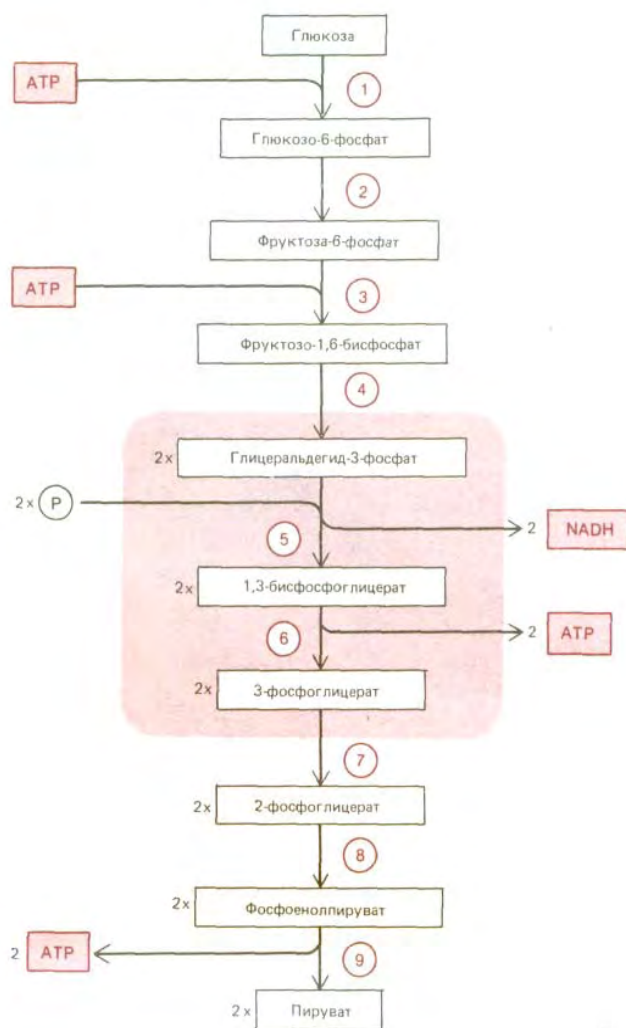 Глюкоза
ATP
1
Глюкозо-6-фосфат
2
Фруктоза-6-фосфат
ATP
3
Фруктозо-1,6-бисфосфат
4
2x Глицеральдегид-3-фосфат
2x P
2 NADH
5
2x 1,3-бисфосфоглицерат
6
2 ATP
2x 3-фосфоглицерат
7
2x 2-фосфоглицерат
8
2x Фосфоенолпируват
2 ATP
9
2x Пируват